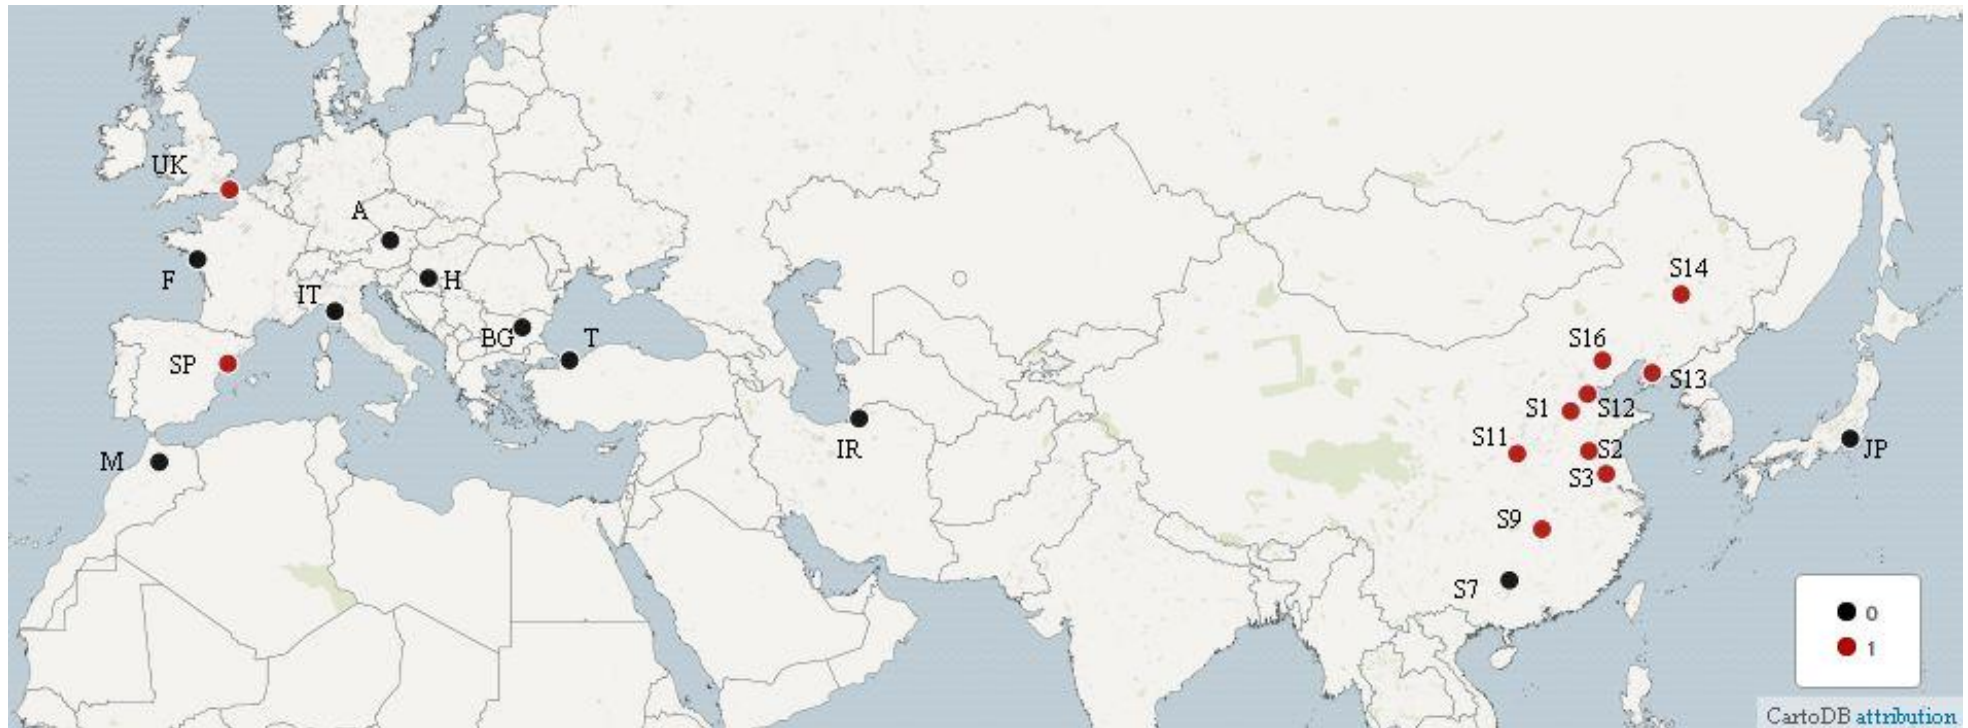 UK
A
F
H
IT
BG
T
SP
M
IR
S14
S16
S13
S1
S12
S11
S2
S3
JP
S9
S7
0
1
CartoDB attribution